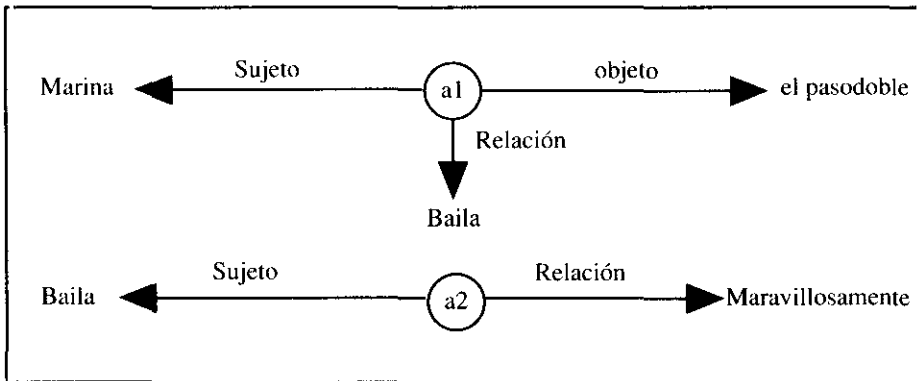 Sujeto objeto
Marina a1 el pasodoble
Relación
Baila
Sujeto Relación
Baila a2 Maravillosamente